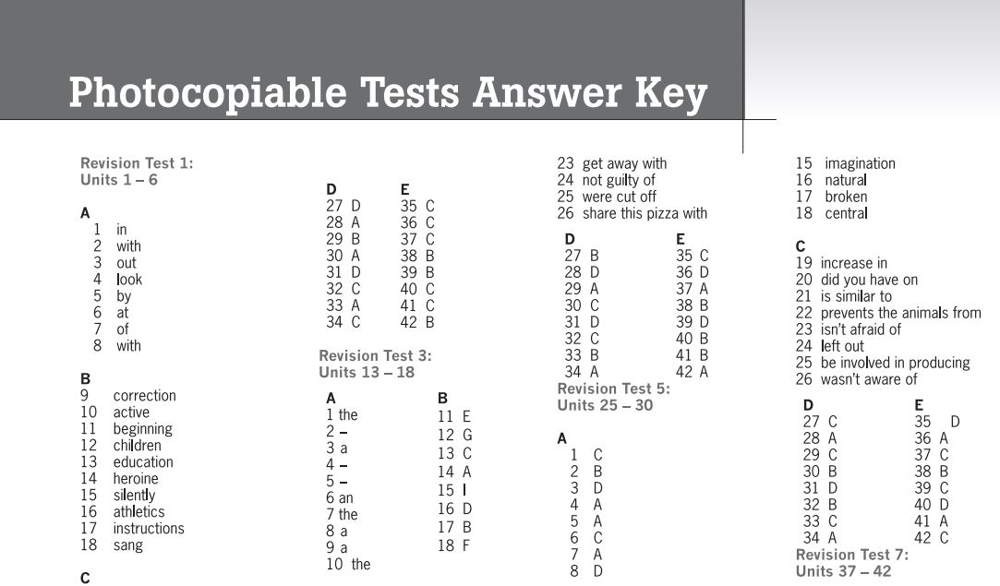 Photocopiable Tests Answer Key
Revision Test 1:
Units 1 – 6
A
1 in
2 with
3 out
4 look
5 by
6 at
7 of
8 with
B
9 correction
10 active
11 beginning
12 children
13 education
14 heroine
15 silently
16 athletics
17 instructions
18 sang
C
D
27 D
28 A
29 B
30 A
31 D
32 C
33 A
34 C
E
35 C
36 C
37 C
38 B
39 B
40 C
41 C
42 B
Revision Test 3:
Units 13 – 18
A
1 the
2 –
3 a
4 –
5 –
6 an
7 the
8 a
9 a
10 the
B
11 E
12 G
13 C
14 A
15 I
16 D
17 B
18 F
23 get away with
24 not guilty of
25 were cut off
26 share this pizza with
D
27 B
28 D
29 A
30 C
31 D
32 C
33 B
34 A
E
35 C
36 D
37 A
38 B
39 D
40 B
41 B
42 A
Revision Test 5:
Units 25 – 30
A
1 C
2 B
3 D
4 A
5 A
6 C
7 A
8 D
15 imagination
16 natural
17 broken
18 central
C
19 increase in
20 did you have on
21 is similar to
22 prevents the animals from
23 isn't afraid of
24 left out
25 be involved in producing
26 wasn't aware of
D
27 C
28 A
29 C
30 B
31 D
32 B
33 C
34 A
E
35 D
36 A
37 C
38 B
39 C
40 D
41 A
42 C
Revision Test 7:
Units 37 – 42